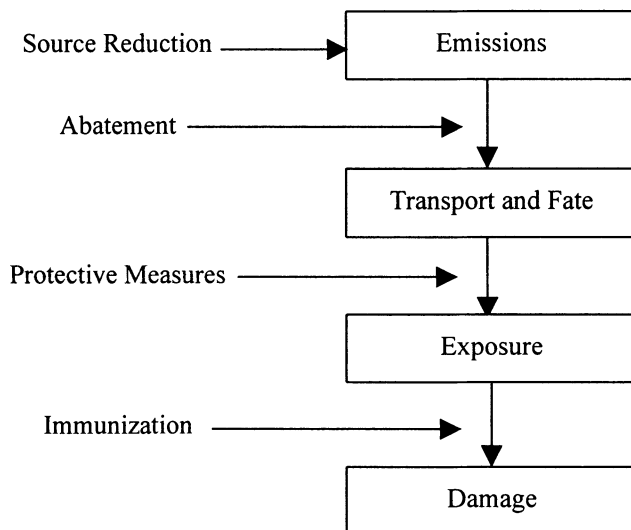 Source Reduction
Emissions
Abatement
Transport and Fate
Protective Measures
Exposure
Immunization
Damage